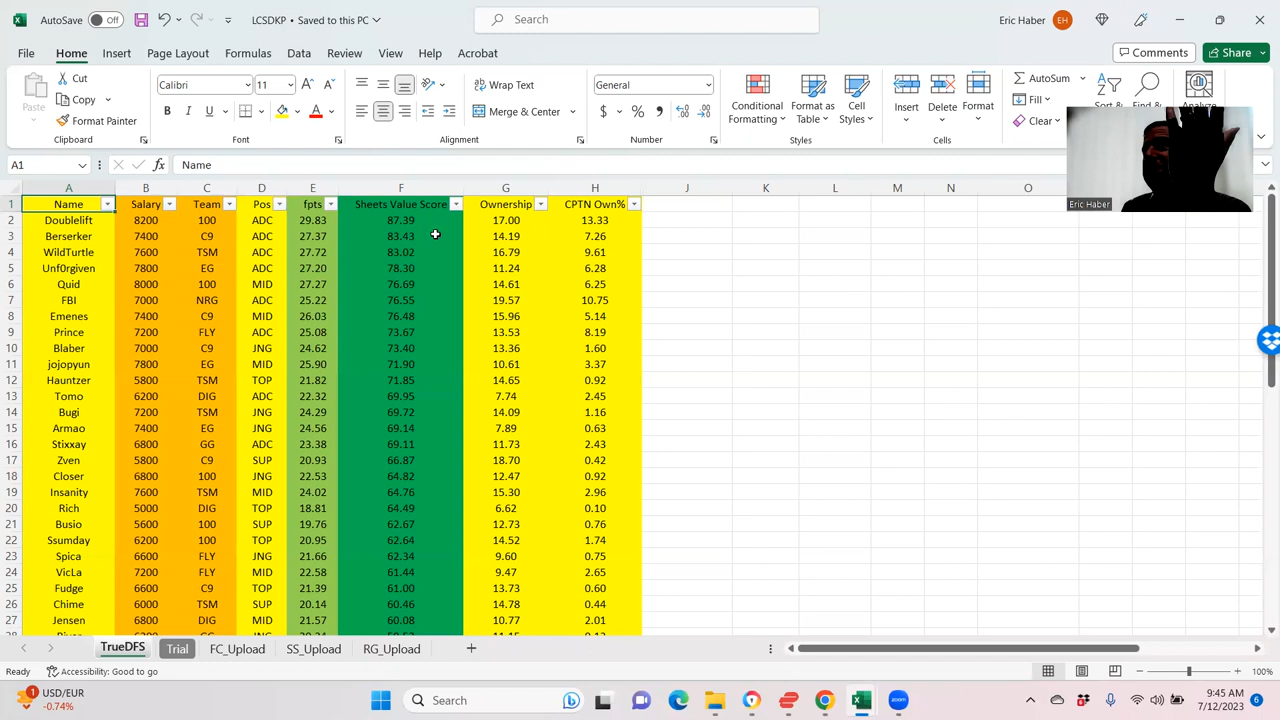 AutoSave Off LCSDKP • Saved to this PC Search Eric Haber EH
File Home Insert Page Layout Formulas Data Review View Help Acrobat Comments Share
Paste Cut Copy Format Painter Calibri 11 Wrap Text Merge & Center General Conditional Formatting Format as Table Cell Styles Insert Delete Format AutoSum Fill Clear
Clipboard Font Alignment Number Styles Cells
A1 fx Name
Eric Haber
A B C D E F G H J K L M N O
1 Name Salary Team Pos fpts Sheets Value Score Ownership CPTN Own%
2 Doublelift 8200 100 ADC 29.83 87.39 17.00 13.33
3 Berserker 7400 C9 ADC 27.37 83.43 14.19 7.26
4 WildTurtle 7600 TSM ADC 27.72 83.02 16.79 9.61
5 Unf0rgiven 7800 EG ADC 27.20 78.30 11.24 6.28
6 Quid 8000 100 MID 27.27 76.69 14.61 6.25
7 FBI 7000 NRG ADC 25.22 76.55 19.57 10.75
8 Emenes 7400 C9 MID 26.03 76.48 15.96 5.14
9 Prince 7200 FLY ADC 25.08 73.67 13.53 8.19
10 Blaber 7000 C9 JNG 24.62 73.40 13.36 1.60
11 jojopyun 7800 EG MID 25.90 71.90 10.61 3.37
12 Hauntzer 5800 TSM TOP 21.82 71.85 14.65 0.92
13 Tomo 6200 DIG ADC 22.32 69.95 7.74 2.45
14 Bugi 7200 TSM JNG 24.29 69.72 14.09 1.16
15 Armao 7400 EG JNG 24.56 69.14 7.89 0.63
16 Stixxay 6800 GG ADC 23.38 69.11 11.73 2.43
17 Zven 5800 C9 SUP 20.93 66.87 18.70 0.42
18 Closer 6800 100 JNG 22.53 64.82 12.47 0.92
19 Insanity 7600 TSM MID 24.02 64.76 15.30 2.96
20 Rich 5000 DIG TOP 18.81 64.49 6.62 0.10
21 Busio 5600 100 SUP 19.76 62.67 12.73 0.76
22 Ssumday 6200 100 TOP 20.95 62.64 14.52 1.74
23 Spica 6600 FLY JNG 21.66 62.34 9.60 0.75
24 VicLa 7200 FLY MID 22.58 61.44 9.47 2.65
25 Fudge 6600 C9 TOP 21.39 61.00 13.73 0.60
26 Chime 6000 TSM SUP 20.14 60.46 14.78 0.44
27 Jensen 6800 DIG MID 21.57 60.08 10.77 2.01
TrueDFS Trial FC_Upload SS_Upload RG_Upload
Ready Accessibility: Good to go 100%
USD/EUR Search 9:45 AM
-0.74% 7/12/2023 6